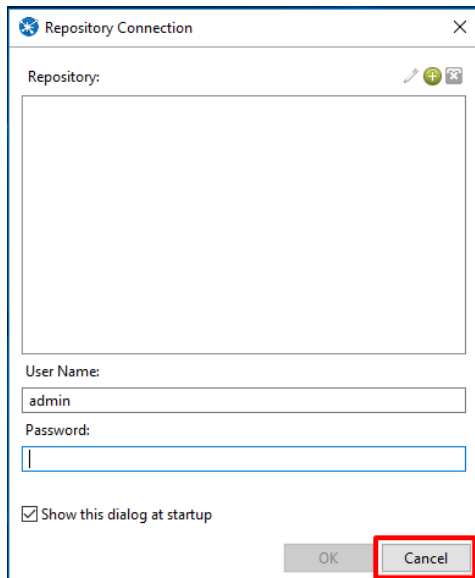 Repository Connection
Repository:
User Name:
admin
Password:
Show this dialog at startup
OK
Cancel